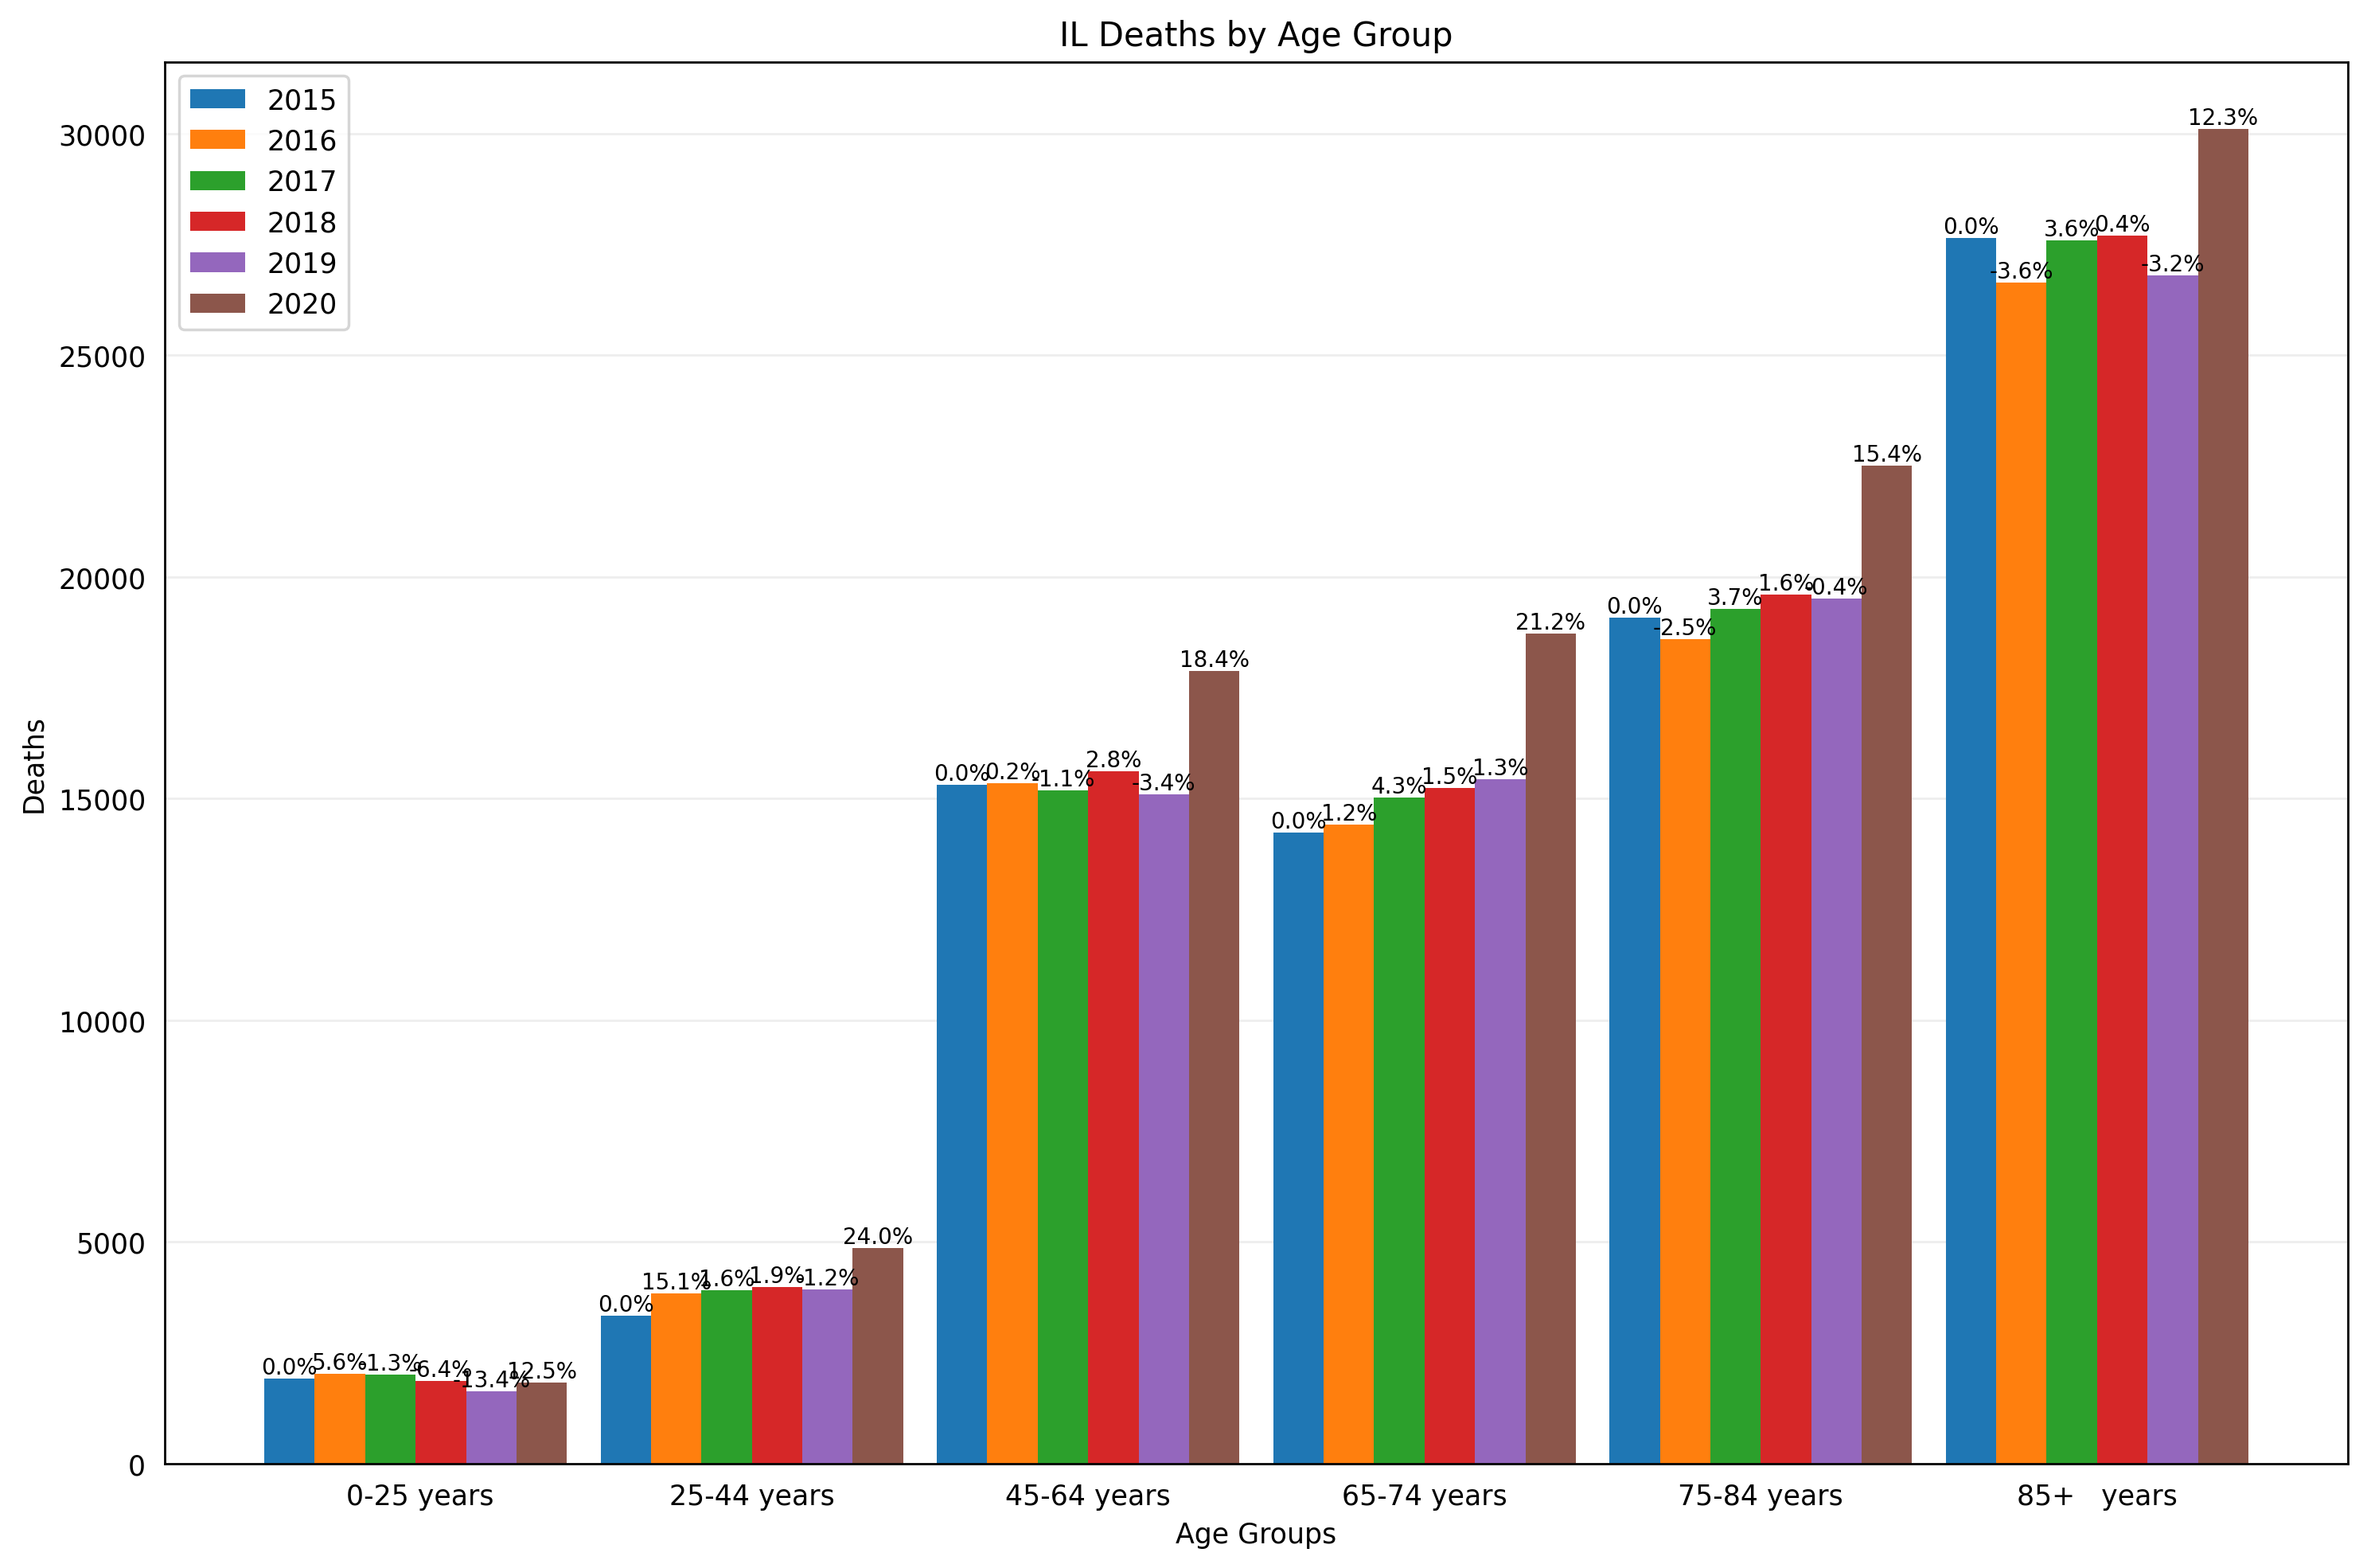 IL Deaths by Age Group
2015
2016
2017
2018
2019
2020
Deaths
30000
25000
20000
15000
10000
5000
0
0.0% 5.6% -1.3% -6.4% -13.4% 12.5%
0.0% 15.1% 1.6% 1.9% -1.2% 24.0%
0.0% 0.2% -1.1% 2.8% -3.4% 18.4%
0.0% 1.2% 4.3% 1.5% 1.3% 21.2%
0.0% -2.5% 3.7% 1.6% -0.4% 15.4%
0.0% -3.6% 3.6% 0.4% -3.2% 12.3%
0-25 years 25-44 years 45-64 years 65-74 years 75-84 years 85+ years
Age Groups